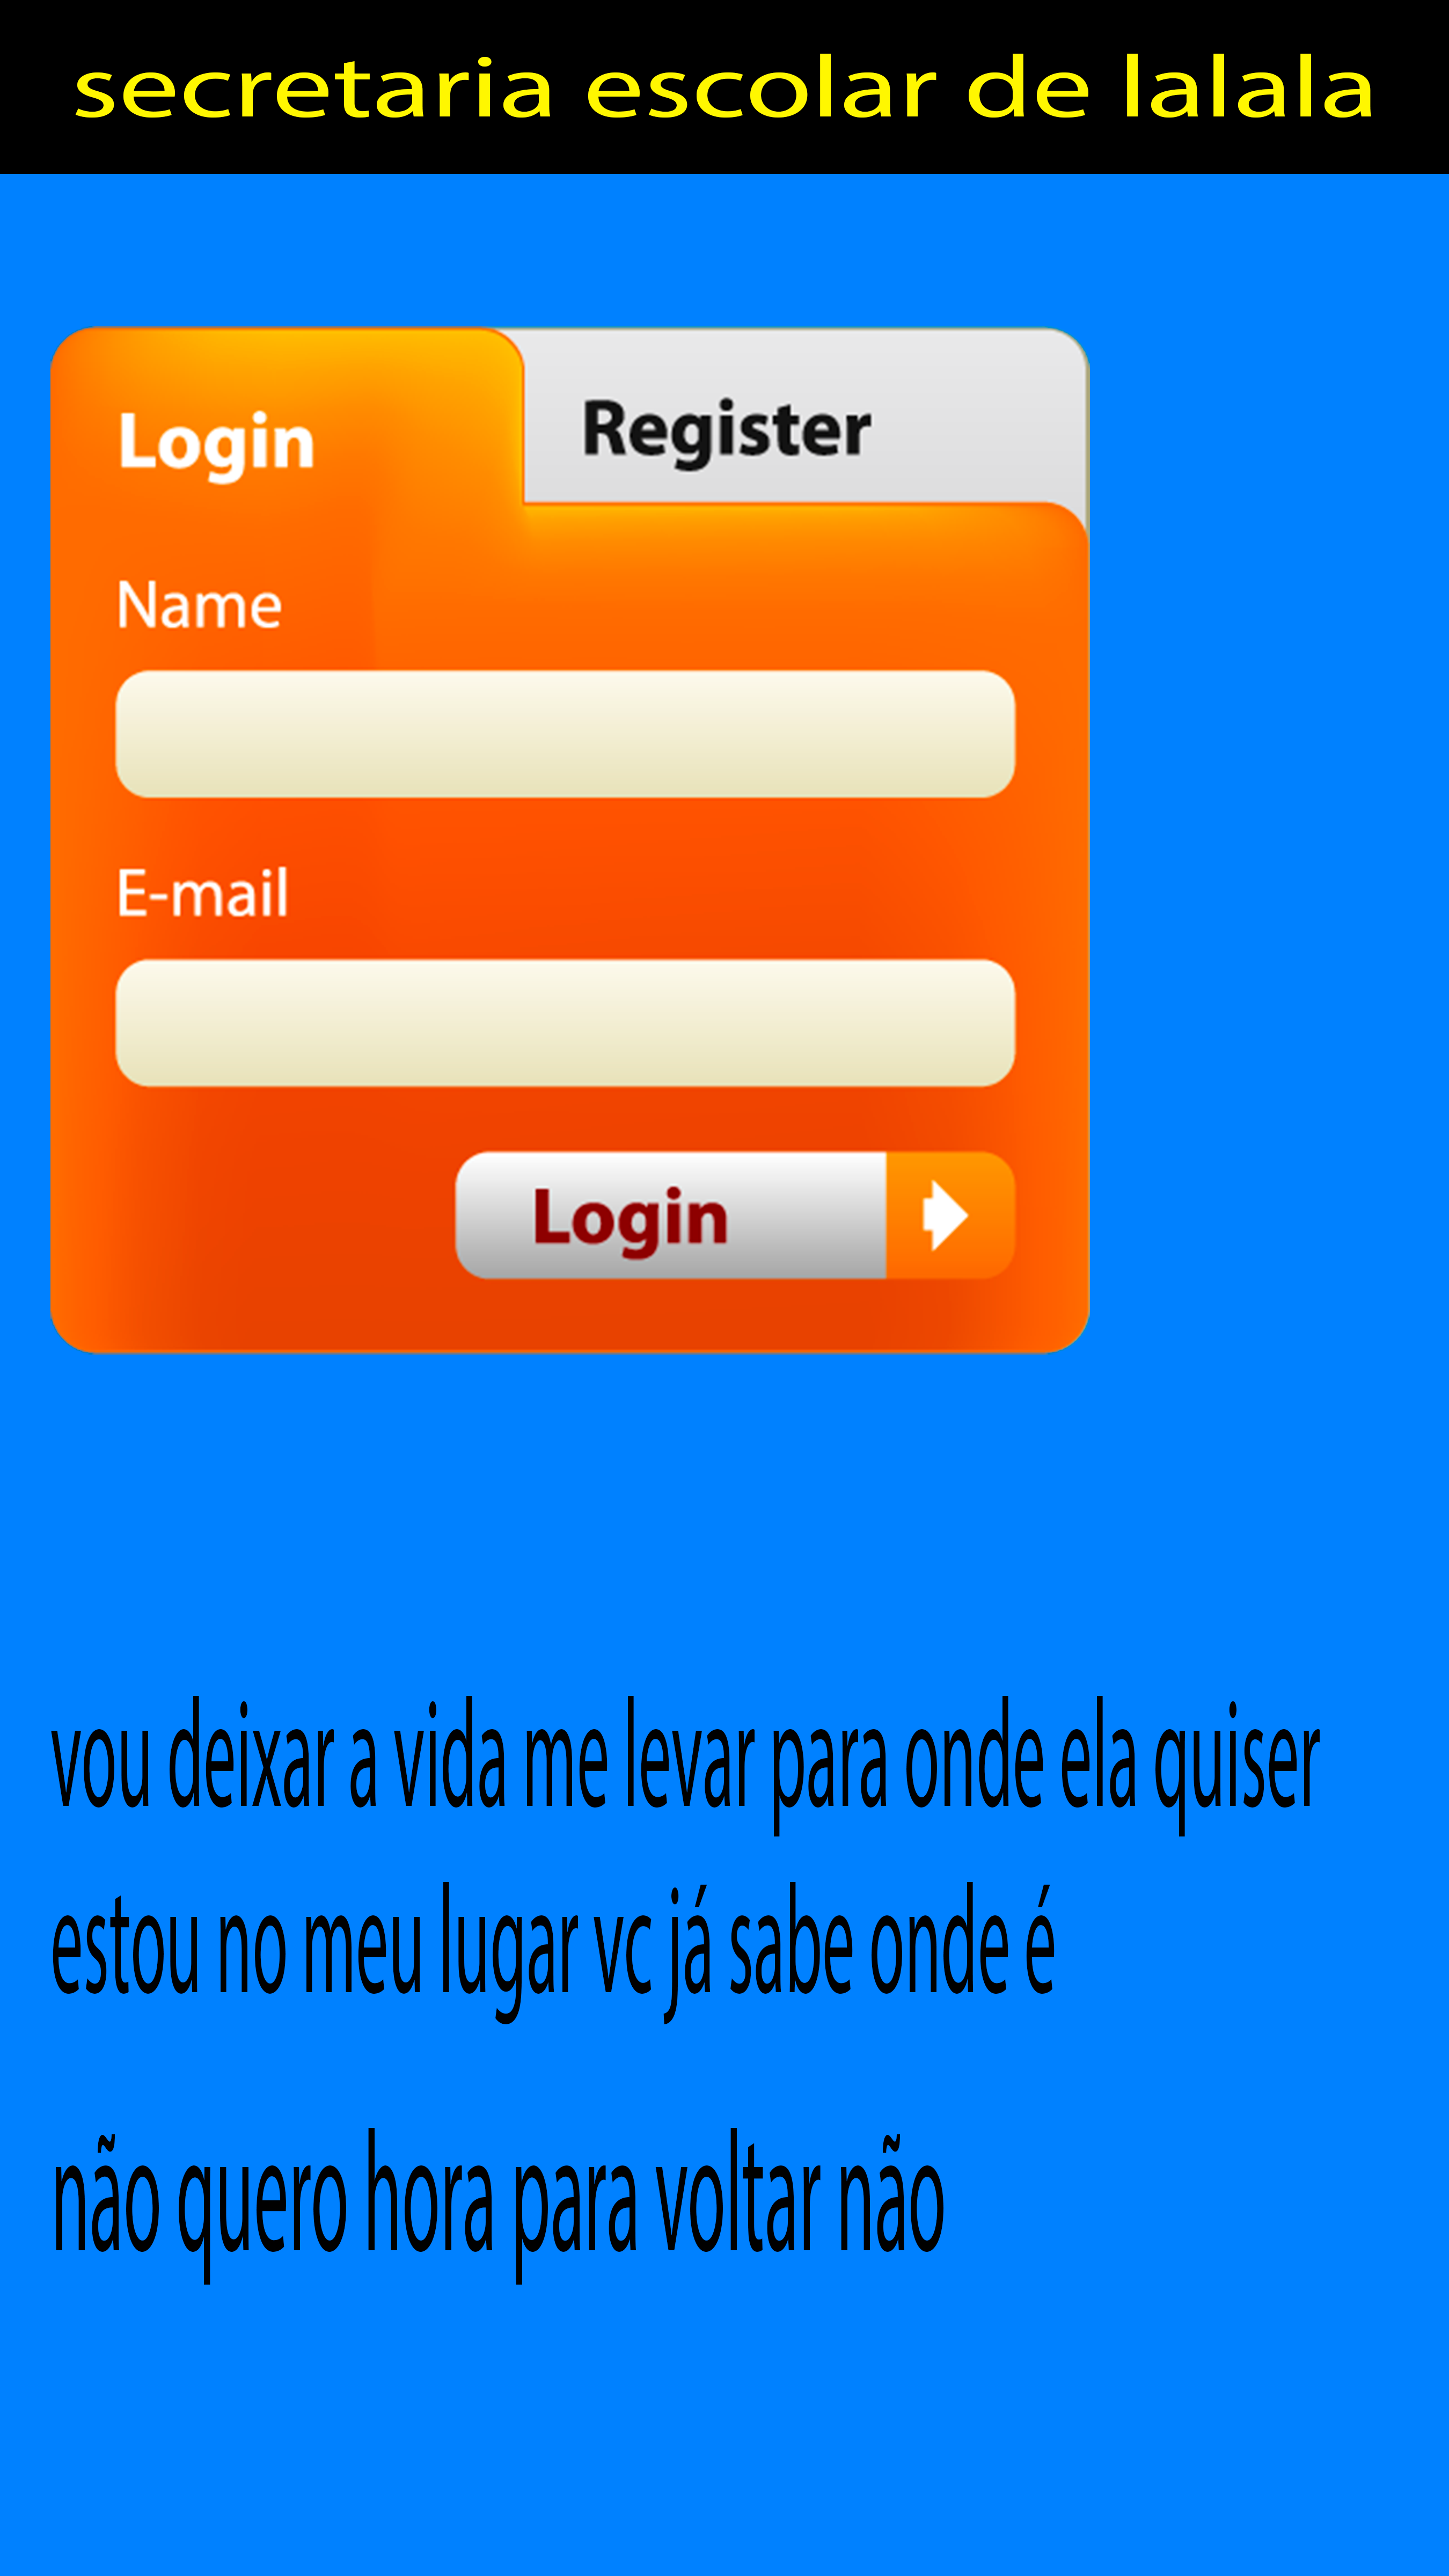 secretaria escolar de lalala
Login
Register
Name
E-mail
Login
vou deixar a vida me levar para onde ela quiser
estou no meu lugar vc já sabe onde é
não quero hora para voltar não